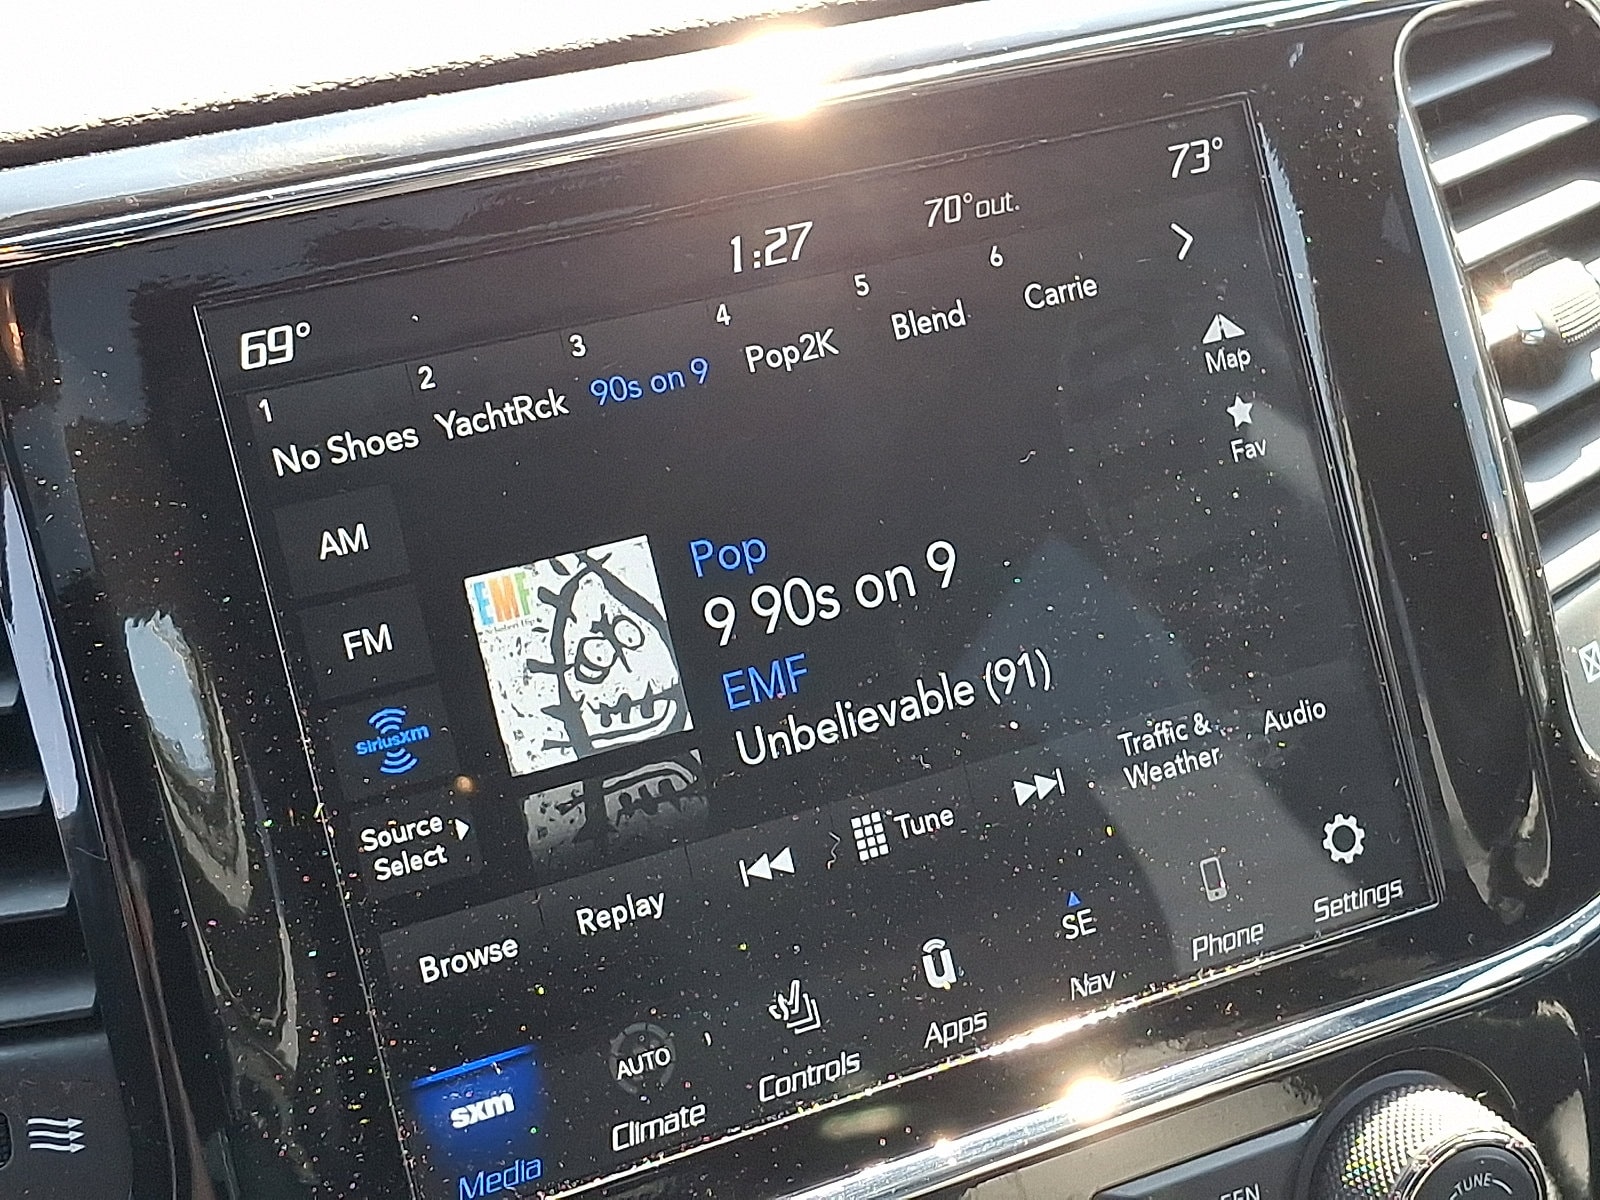 73°
70°out.
1:27
69°
1 2 3 4 5 6
No Shoes YachtRck 90s on 9 Pop2K Blend Carrie
Map
Fav
AM
FM
siriusxm
Source
Select
EMF
Pop
9 90s on 9
EMF
Unbelievable (91)
Browse
Replay
Tune
Traffic &
Weather
Audio
sxm
Media
AUTO
Climate
Controls
Apps
SE
Nav
Phone
Settings
TUNE